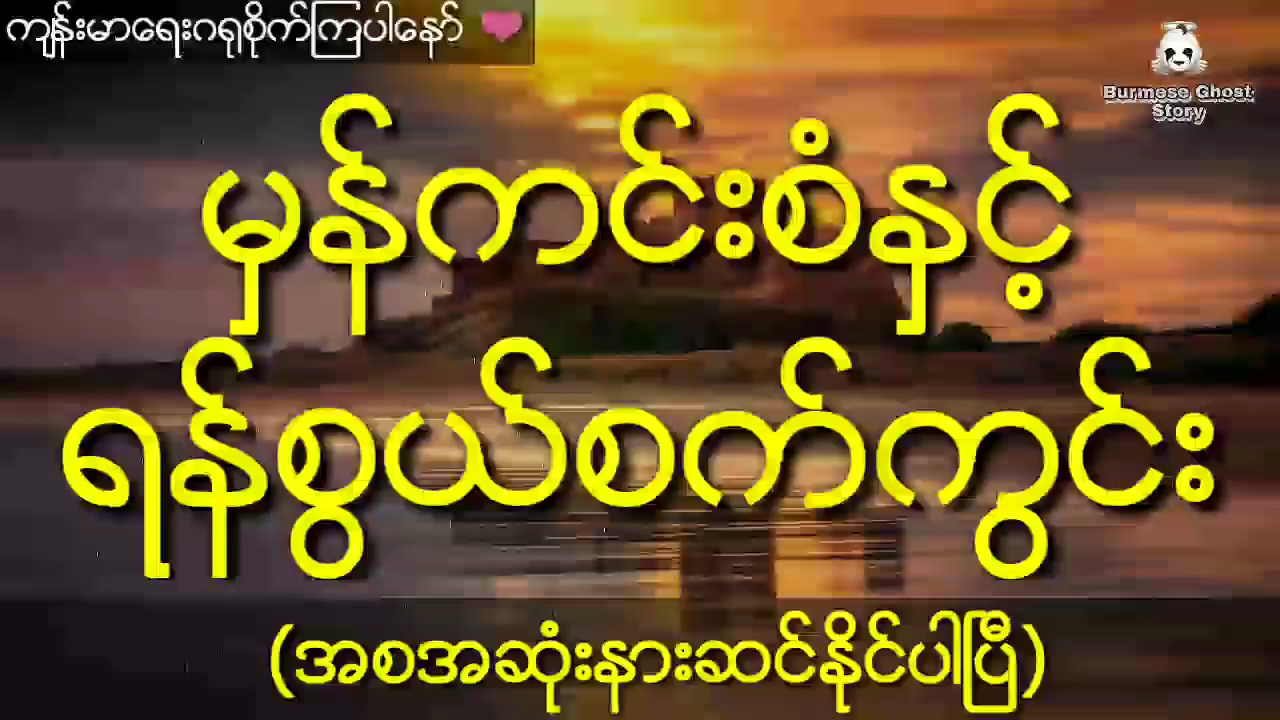 ကျန်းမာရေးဂရုစိုက်ကြပါနော်
Burmese Ghost
Story
မှန်ကင်းစံနှင့်
ရန်စွယ်စက်ကွင်း
(အစအဆုံးနားဆင်နိုင်ပါပြီ)